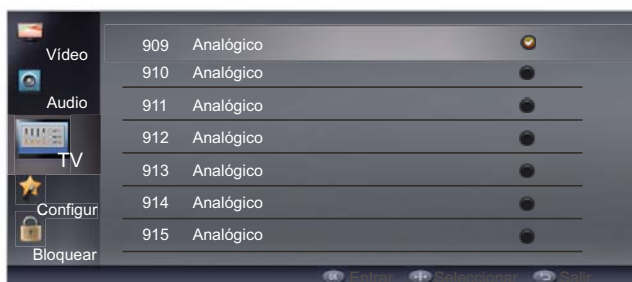 Vídeo
Audio
TV
Configur
Bloquear
909 Analógico
910 Analógico
911 Analógico
912 Analógico
913 Analógico
914 Analógico
915 Analógico
OK Entrar Seleccionar Salir